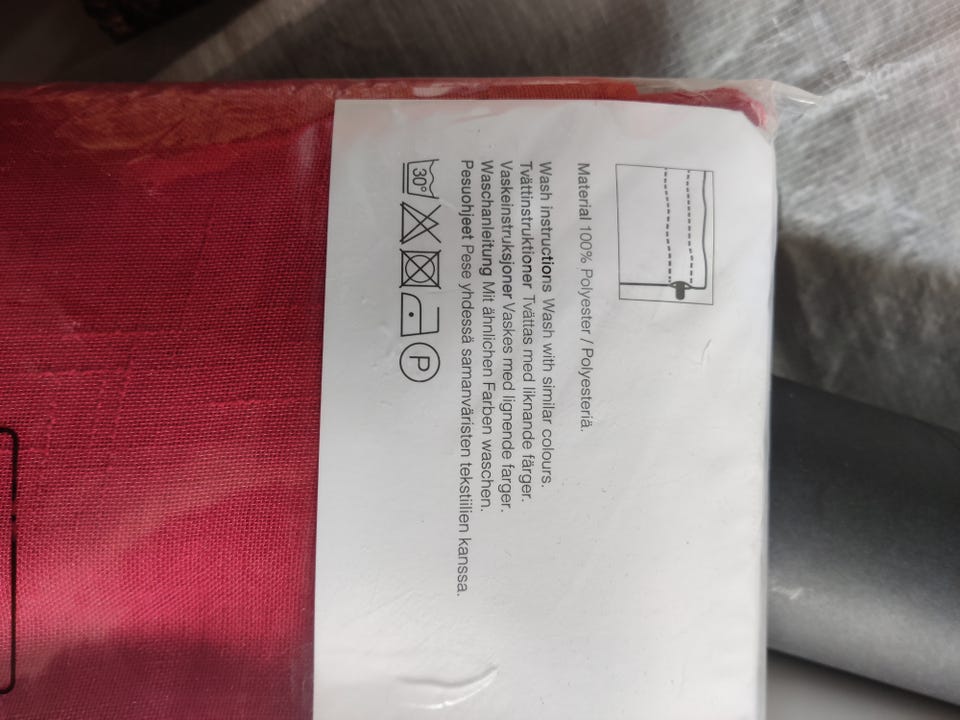 Material 100% Polyester / Polyesteriä.
Wash instructions Wash with similar colours.
Tvättinstruktioner Tvättas med liknande färger.
Vaskeinstruksjoner Vaskes med lignende farger.
Waschanleitung Mit ähnlichen Farben waschen.
Pesuohjeet Pese yhdessä samanväristen tekstiilien kanssa.
30° P